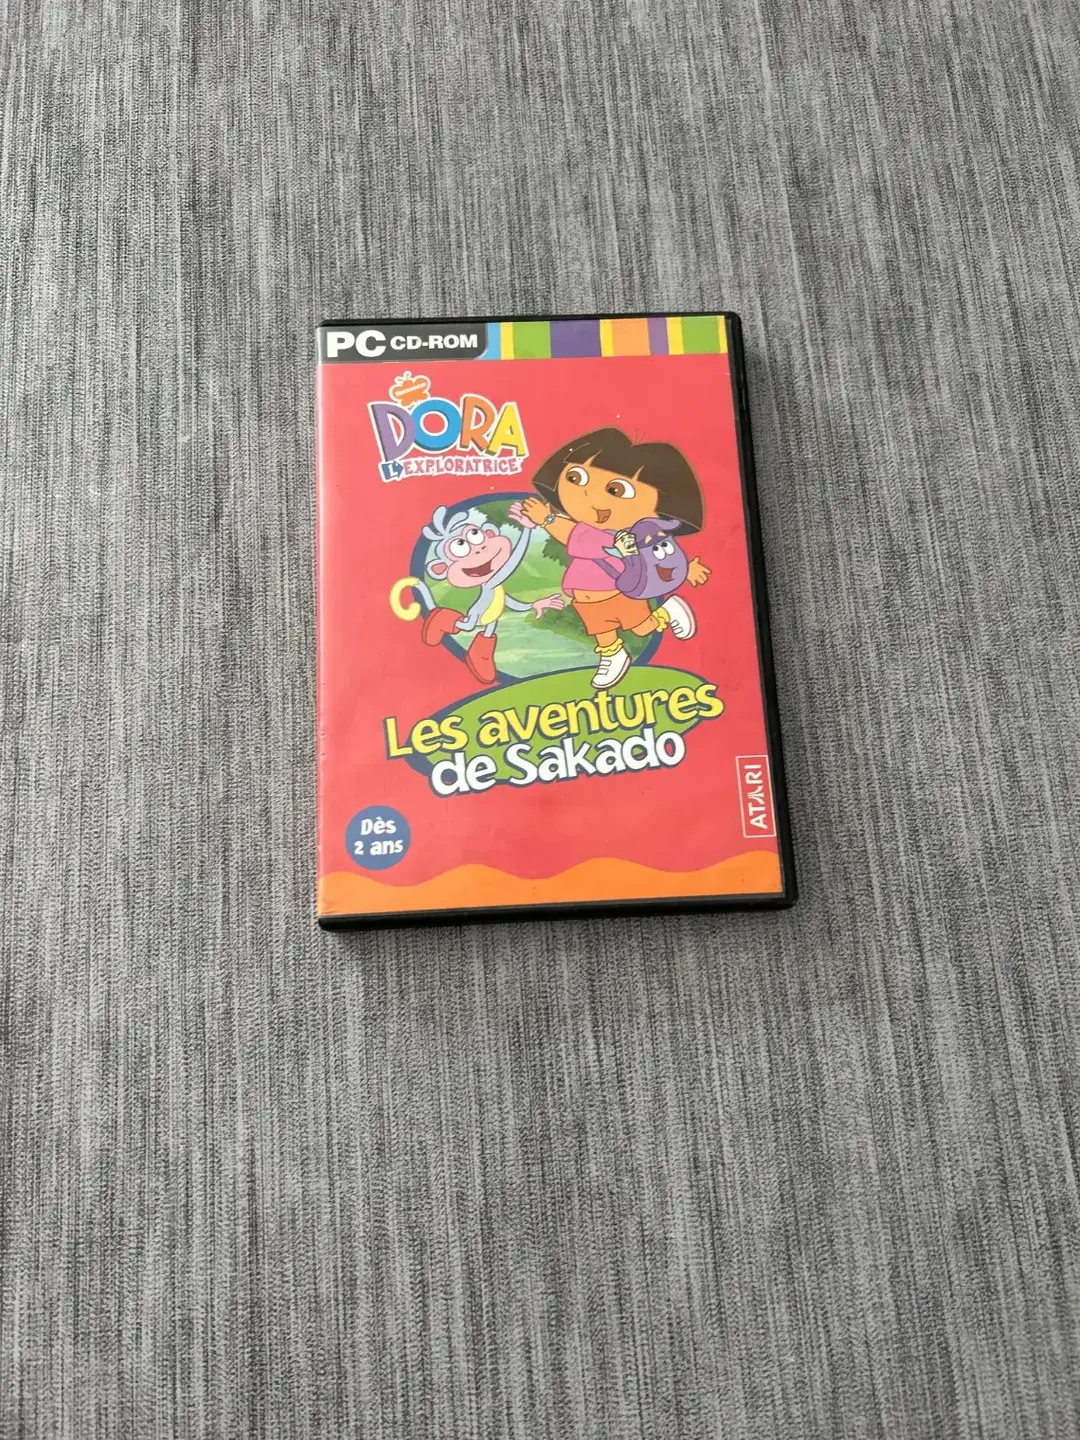 PC CD-ROM
DORA
L'EXPLORATRICE
Les aventures
de Sakado
Dès
2 ans
ATARI